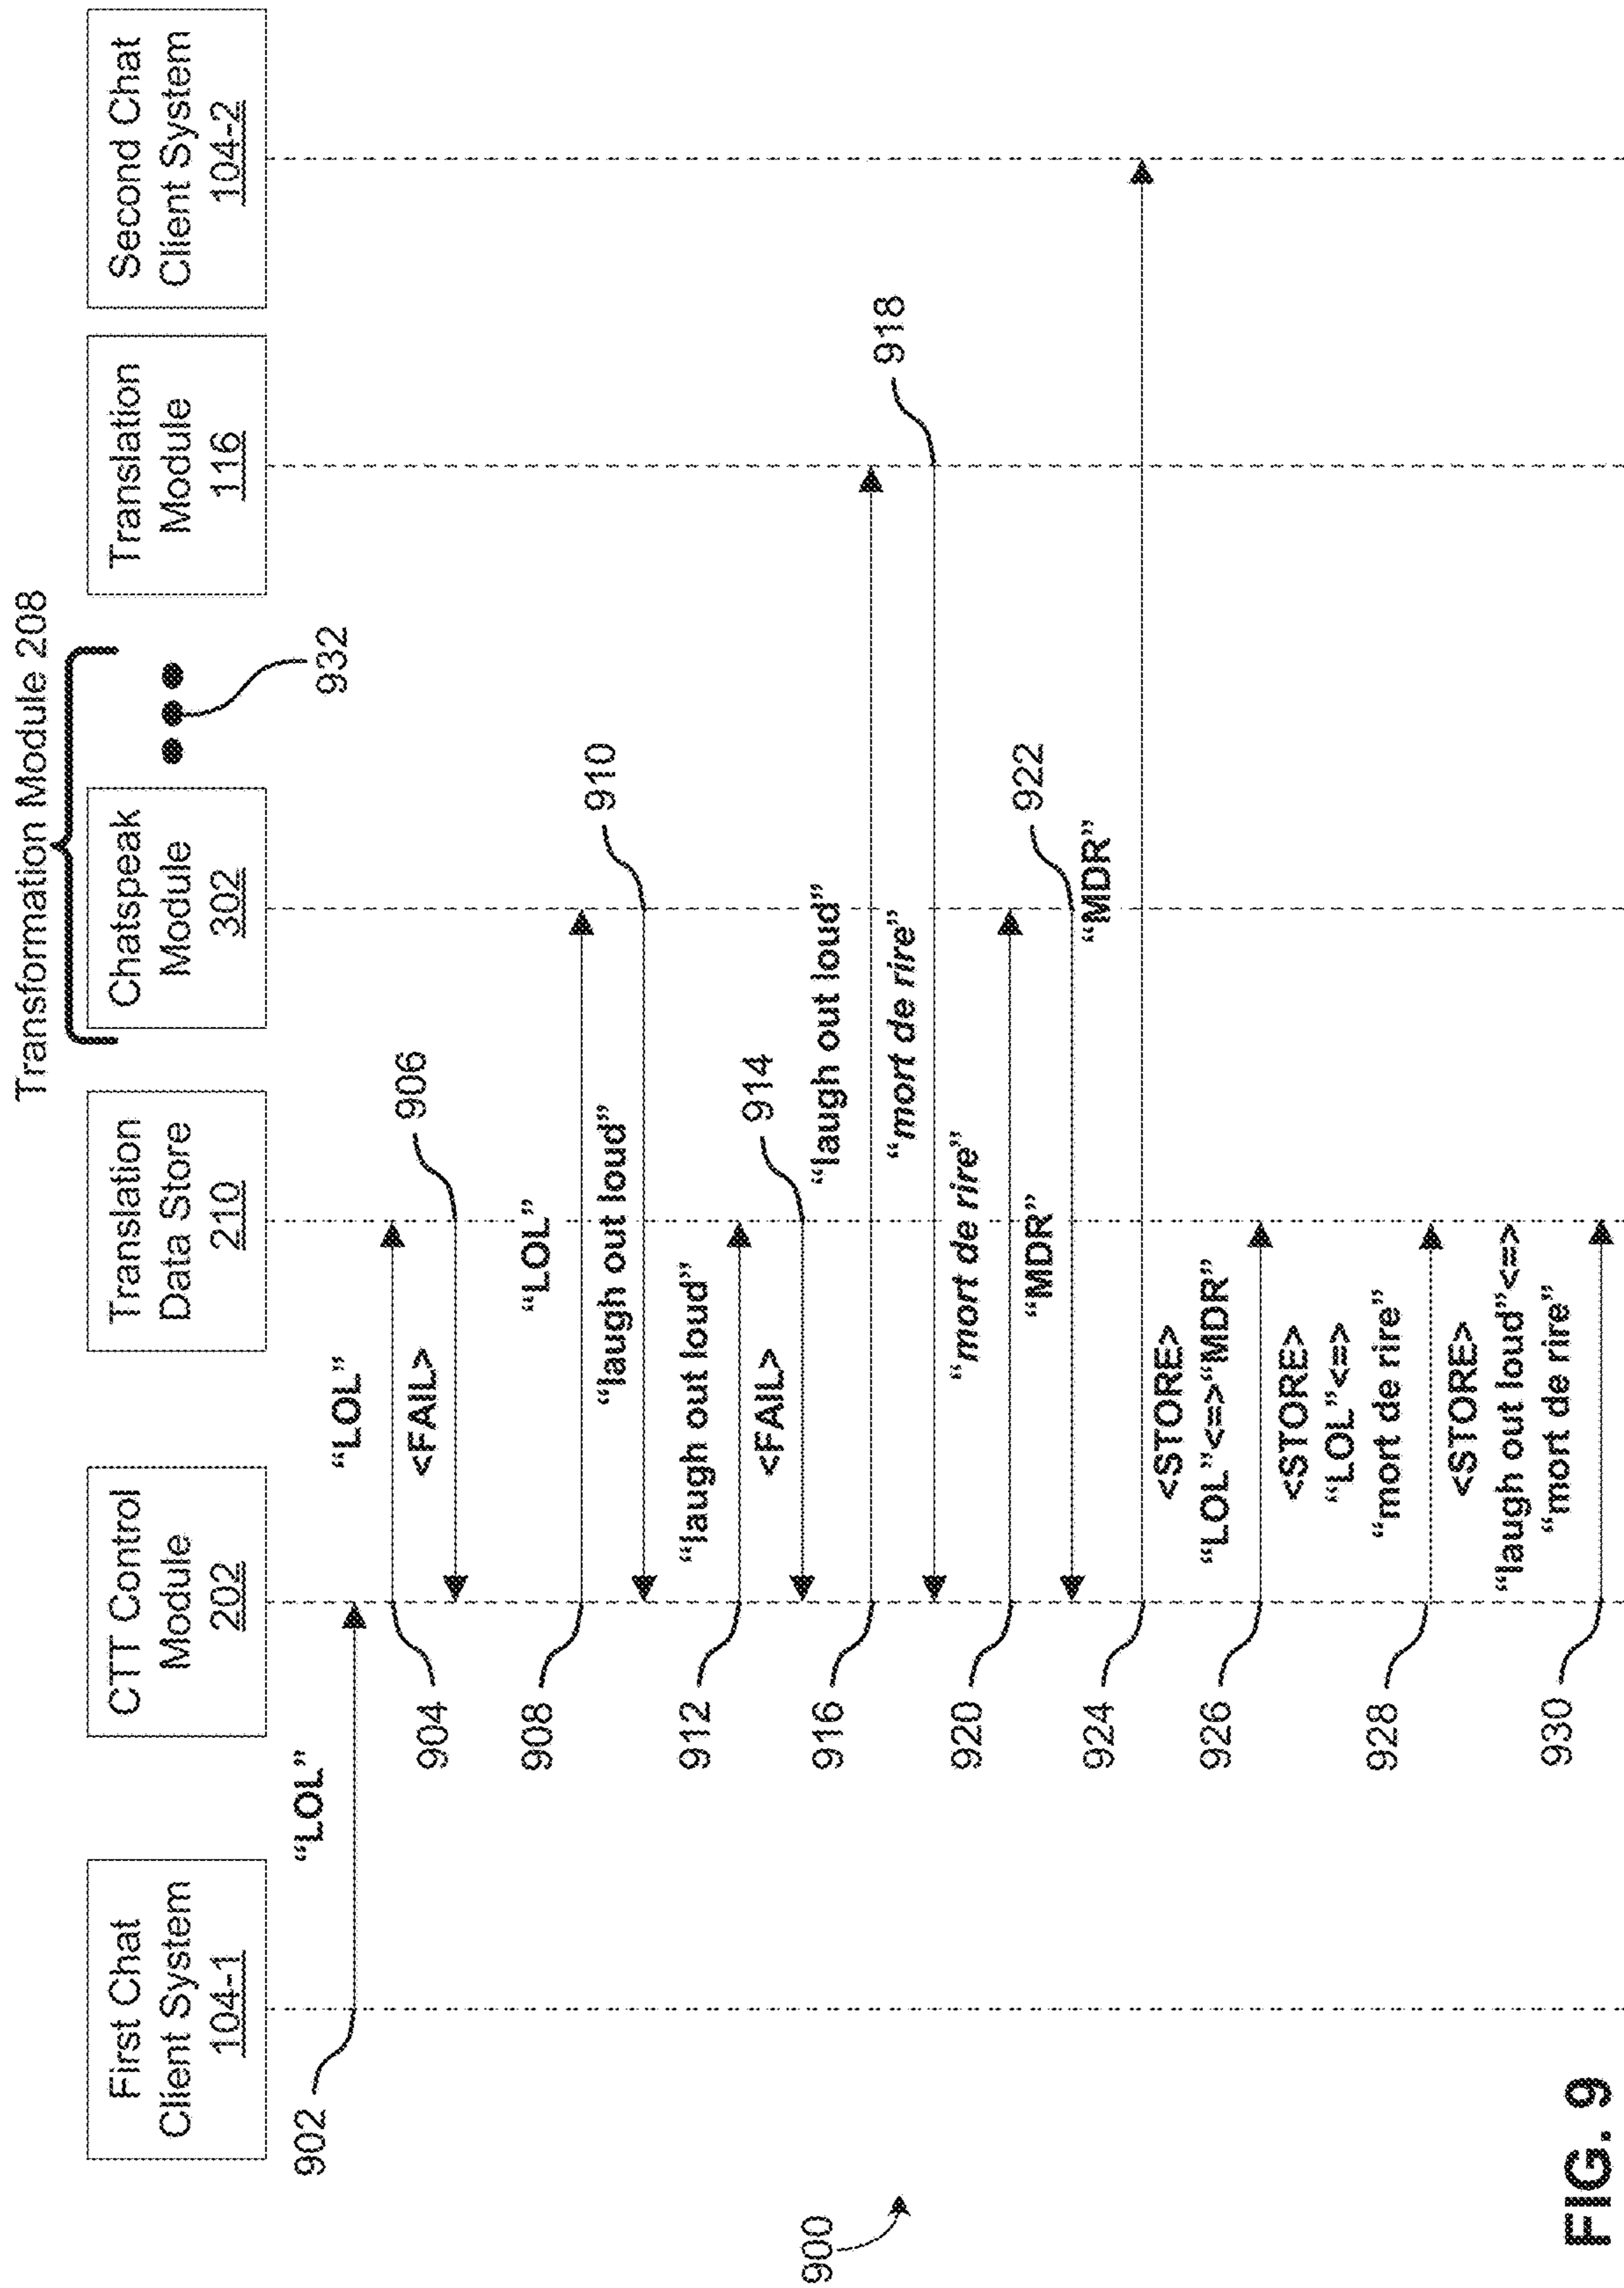 Transformation Module 208
First Chat
Client System
104-1
CTT Control
Module
202
Translation
Data Store
210
Chatspeak
Module
302
Translation
Module
116
Second Chat
Client System
104-2
932
902
“LOL”
904
“LOL”
<FAIL>
906
908
“LOL”
“laugh out loud”
910
912
“laugh out loud”
<FAIL>
914
916
“laugh out loud”
“mort de rire”
918
920
“mort de rire”
“MDR”
922
924
“MDR”
926
<STORE>
“LOL”<=>“MDR”
928
<STORE>
“LOL”<=>
“mort de rire”
930
<STORE>
“laugh out loud”<=>
“mort de rire”
900
FIG. 9